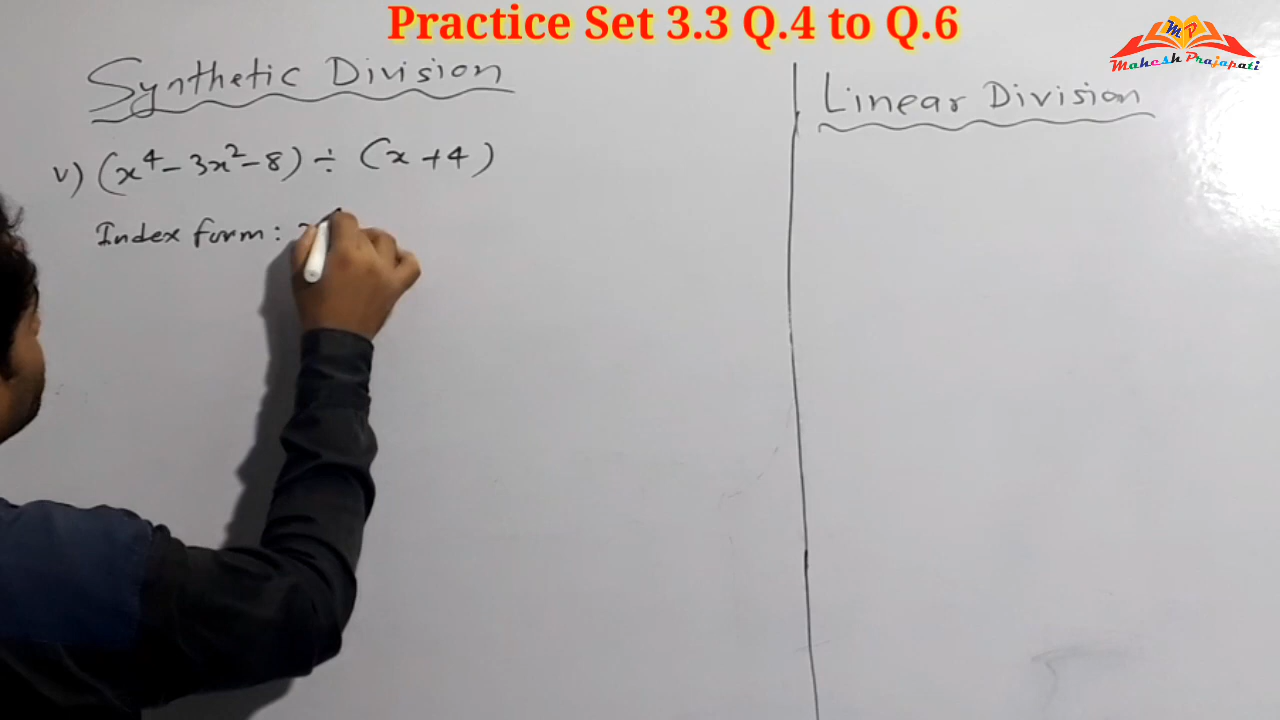 Practice Set 3.3 Q.4 to Q.6
MP
Mahesh Prajapati
Synthetic Division
v) (x⁴ - 3x² - 8) ÷ (x + 4)
Index form :
Linear Division